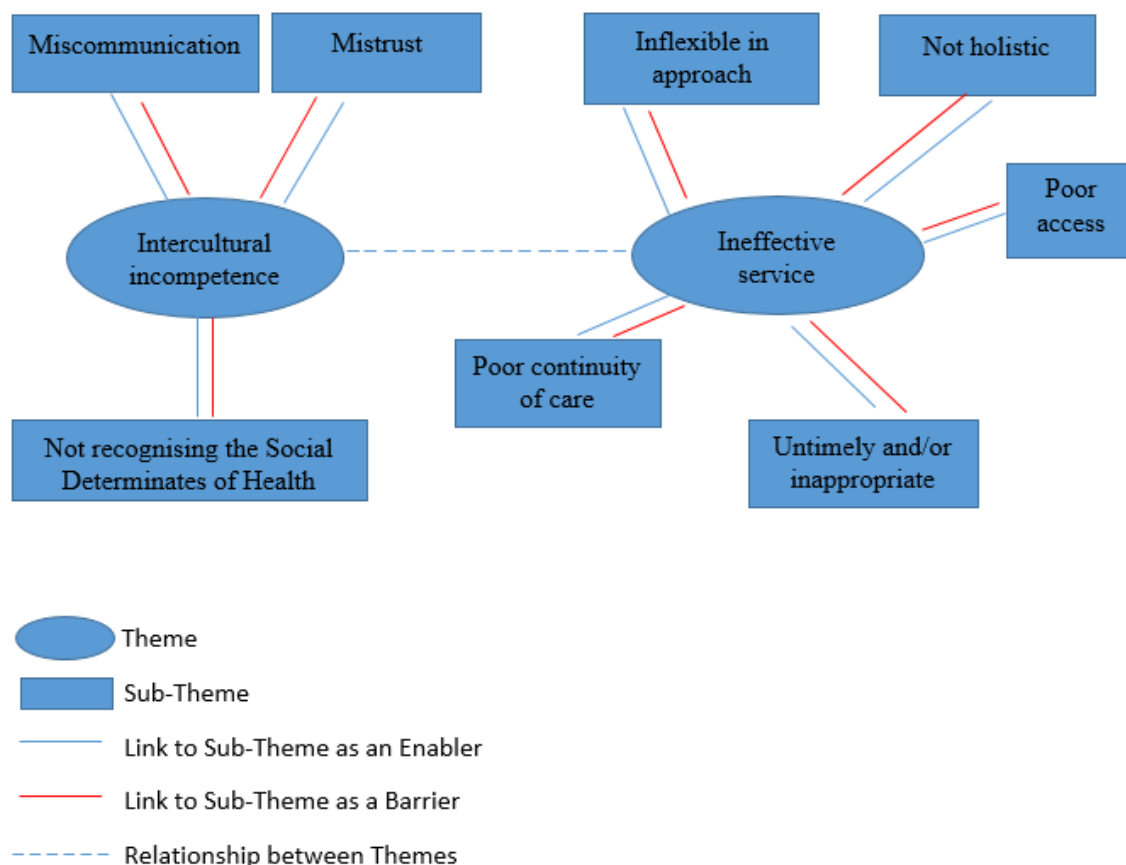 Miscommunication
Mistrust
Inflexible in
approach
Not holistic
Poor
access
Intercultural
incompetence
Ineffective
service
Poor continuity
of care
Not recognising the Social
Determinates of Health
Untimely and/or
inappropriate
Theme
Sub-Theme
Link to Sub-Theme as an Enabler
Link to Sub-Theme as a Barrier
Relationship between Themes